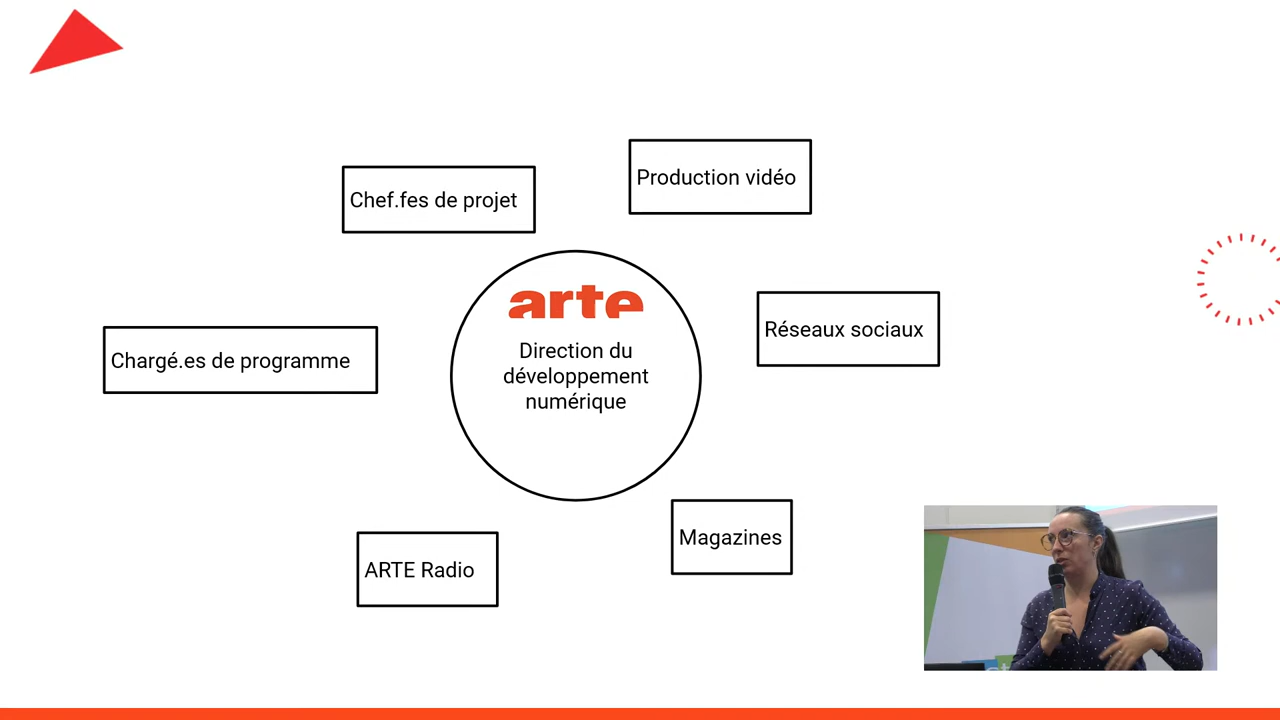 Production vidéo
Chef.fes de projet
arte
Direction du
développement
numérique
Réseaux sociaux
Chargé.es de programme
Magazines
ARTE Radio